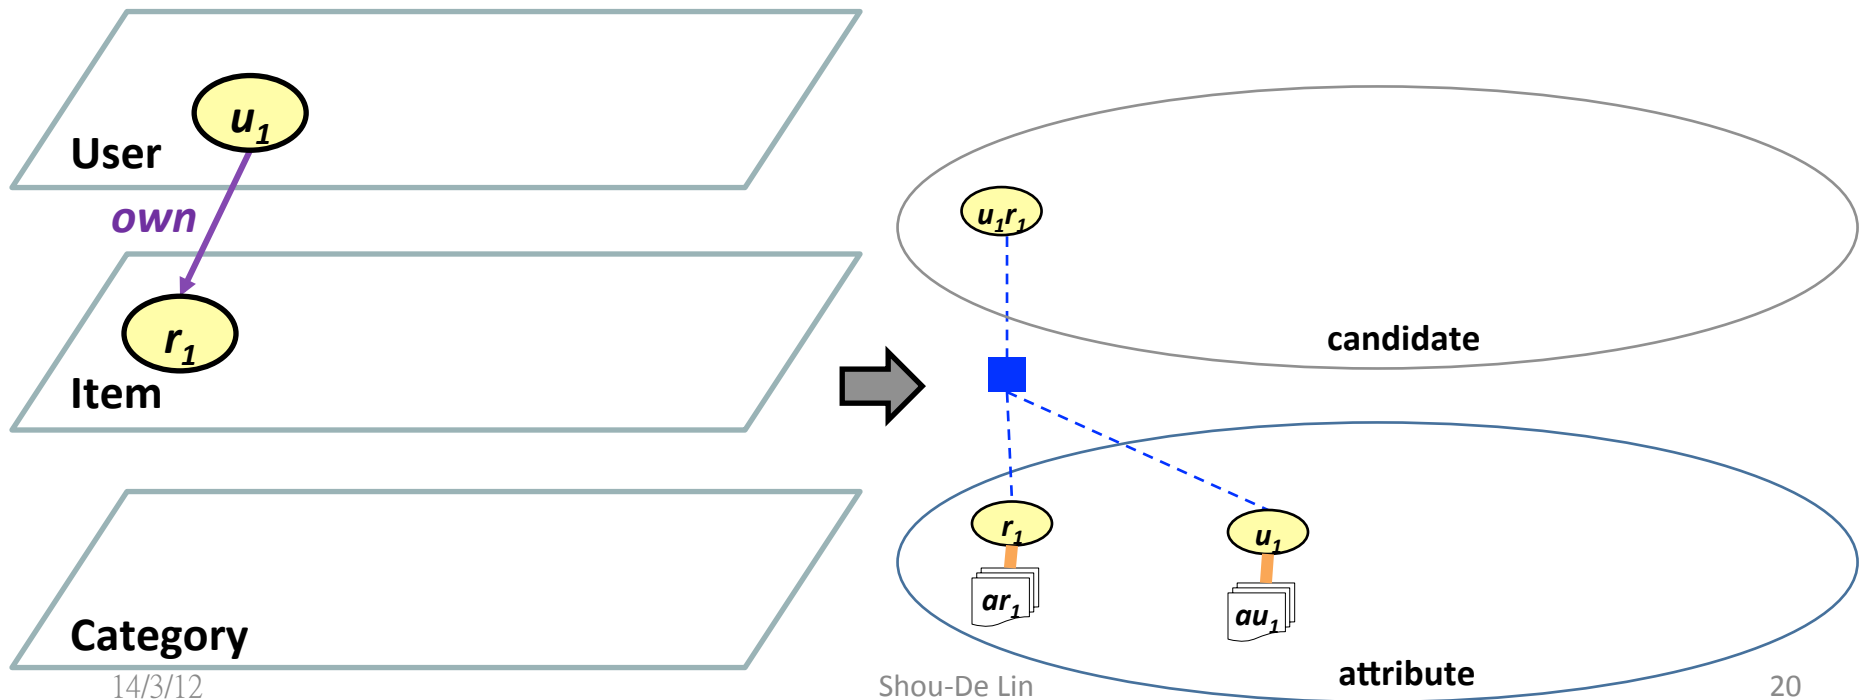 u₁
User
own
r₁
Item
Category
u₁r₁
candidate
r₁
u₁
ar₁
au₁
attribute
14/3/12
Shou-De Lin
20